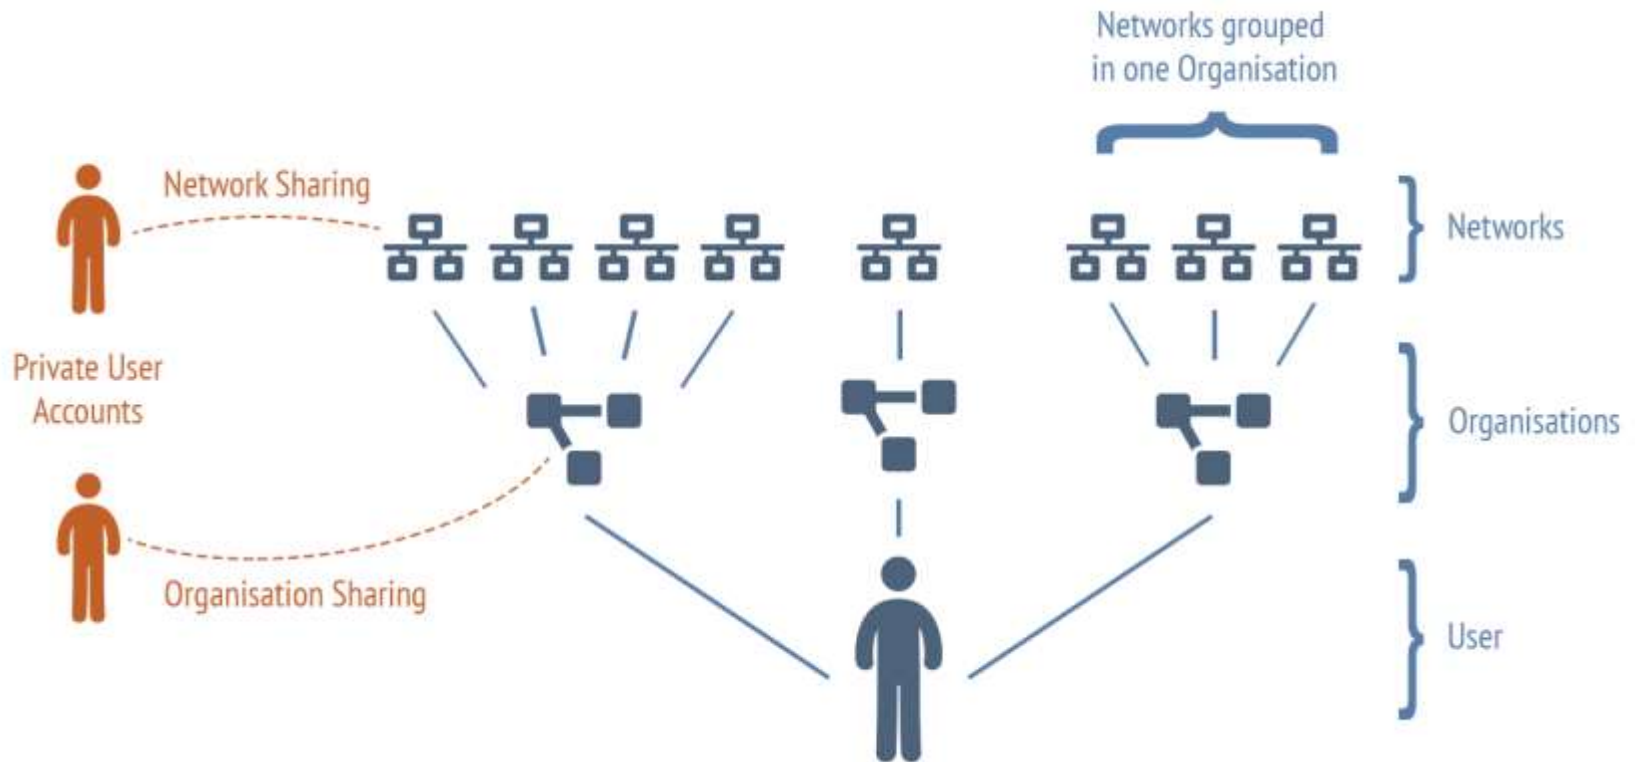 Networks grouped
in one Organisation
Network Sharing
Networks
Private User
Accounts
Organisations
Organisation Sharing
User